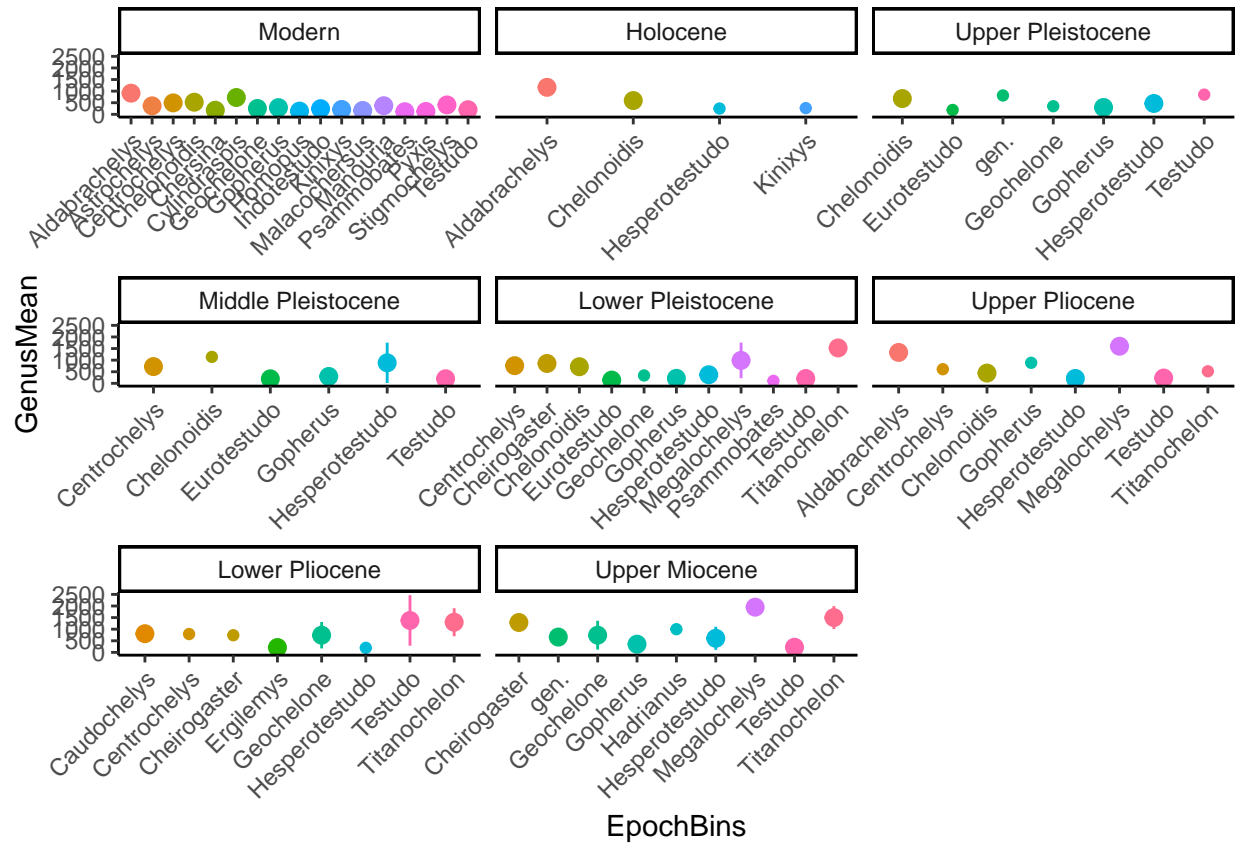 Modern
Holocene
Upper Pleistocene
2500
2000
1500
1000
500
0
Aldabrachelys
Astrochelys
Centrochelys
Chelonoidis
Chersina
Cylindraspis
Geochelone
Gopherus
Homopus
Indotestudo
Kinixys
Malacochersus
Manouria
Psammobates
Pyxis
Stigmochelys
Testudo
Aldabrachelys
Chelonoidis
Hesperotestudo
Kinixys
Chelonoidis
Eurotestudo
gen.
Geochelone
Gopherus
Hesperotestudo
Testudo
GenusMean
Middle Pleistocene
Lower Pleistocene
Upper Pliocene
2500
2000
1500
1000
500
0
Centrochelys
Chelonoidis
Eurotestudo
Gopherus
Hesperotestudo
Testudo
Centrochelys
Cheirogaster
Chelonoidis
Eurotestudo
Geochelone
Gopherus
Hesperotestudo
Megalochelys
Psammobates
Testudo
Titanochelon
Aldabrachelys
Centrochelys
Chelonoidis
Gopherus
Hesperotestudo
Megalochelys
Testudo
Titanochelon
Lower Pliocene
Upper Miocene
2500
2000
1500
1000
500
0
Caudochelys
Centrochelys
Cheirogaster
Ergilemys
Geochelone
Hesperotestudo
Testudo
Titanochelon
Cheirogaster
gen.
Geochelone
Gopherus
Hadrianus
Hesperotestudo
Megalochelys
Testudo
Titanochelon
EpochBins